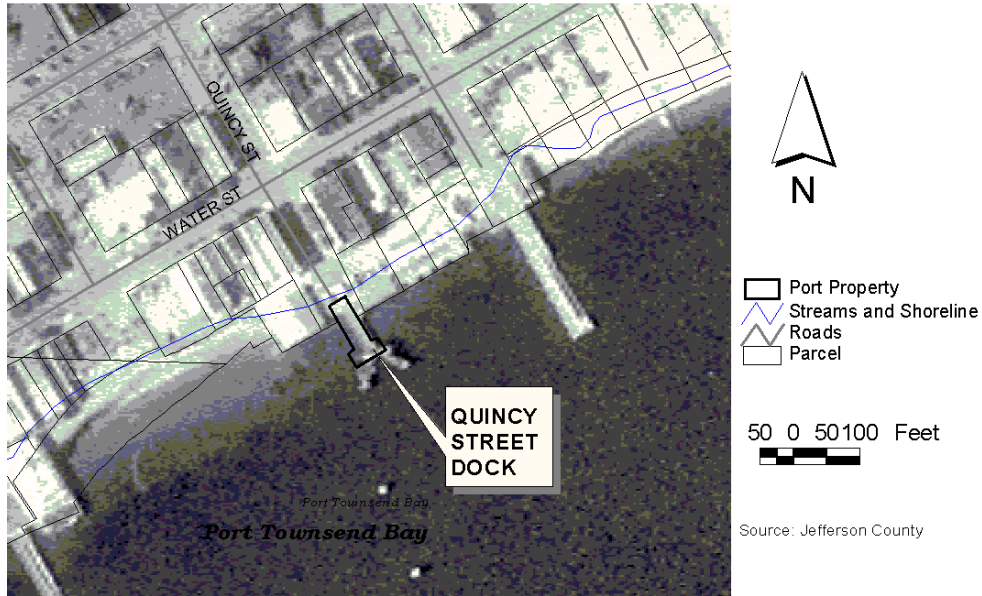 QUINCY ST
WATER ST
N
Port Property
Streams and Shoreline
Roads
Parcel
QUINCY
STREET
DOCK
50 0 50100 Feet
Port Townsend Bay
Port Townsend Bay
Source: Jefferson County